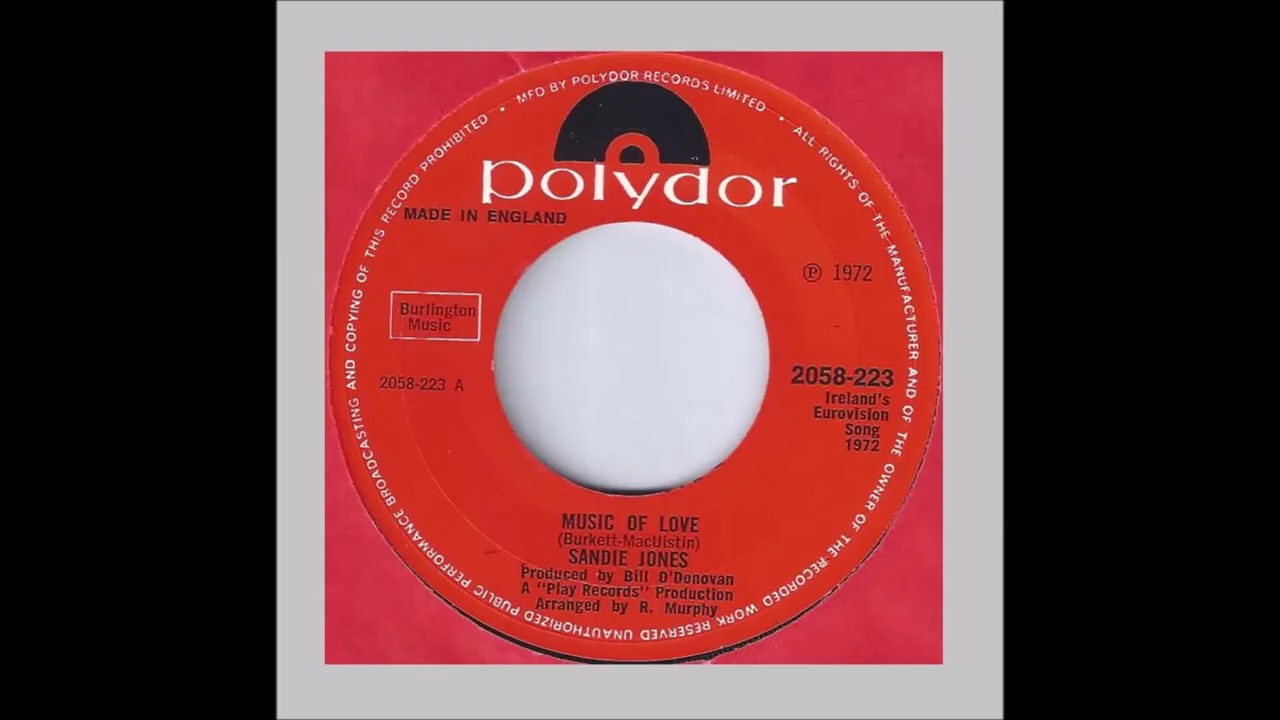 MFD BY POLYDOR RECORDS LIMITED • ALL RIGHTS OF THE MANUFACTURER AND OF THE OWNER OF THE RECORDED WORK RESERVED UNAUTHORIZED PUBLIC PERFORMANCE BROADCASTING AND COPYING OF THIS RECORD PROHIBITED •
polydor
MADE IN ENGLAND
℗ 1972
Burlington
Music
2058-223 A
2058-223
Ireland's
Eurovision
Song
1972
MUSIC OF LOVE
(Burkett-MacUistin)
SANDIE JONES
Produced by Bill O'Donovan
A "Play Records" Production
Arranged by R. Murphy